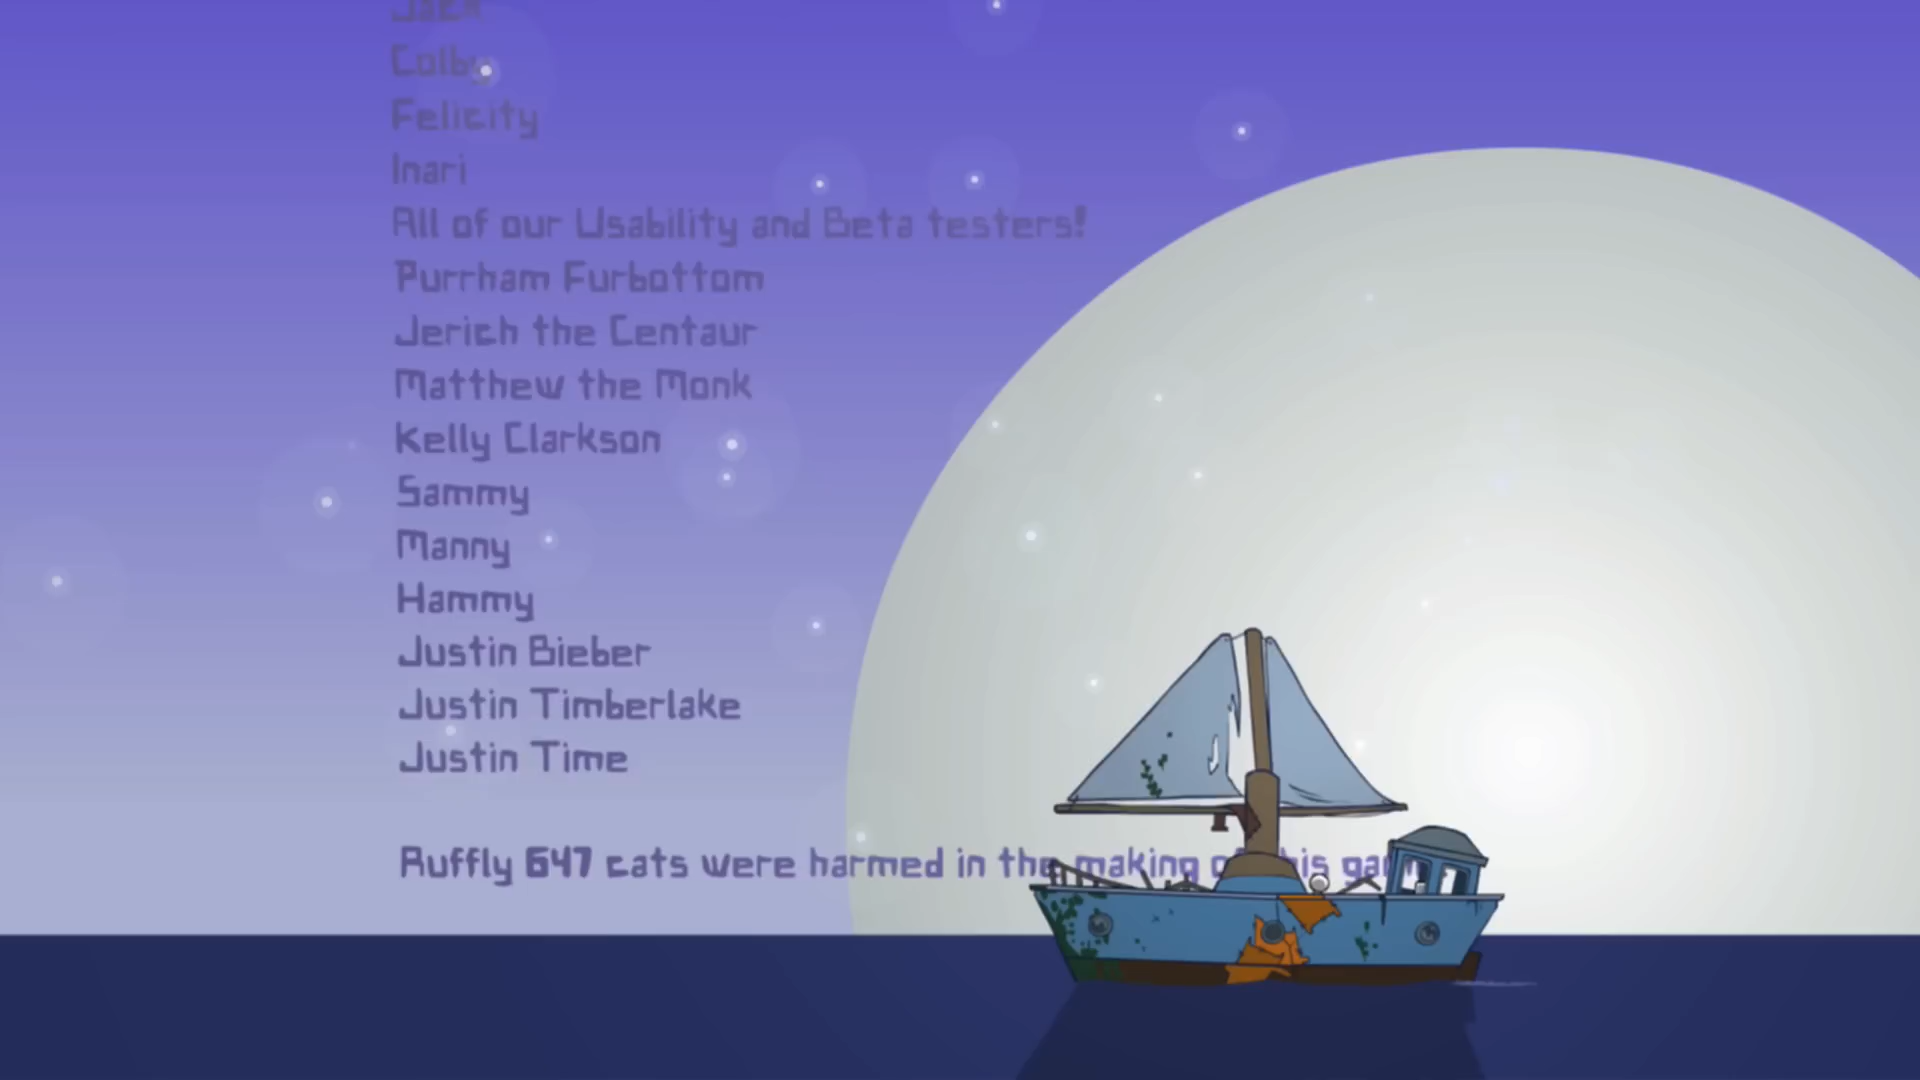 Jack
Colby
Felicity
Inari
All of our Usability and Beta testers!
Purrham Furbottom
Jerich the Centaur
Matthew the Monk
Kelly Clarkson
Sammy
Manny
Hammy
Justin Bieber
Justin Timberlake
Justin Time
Ruffly 647 cats were harmed in the making